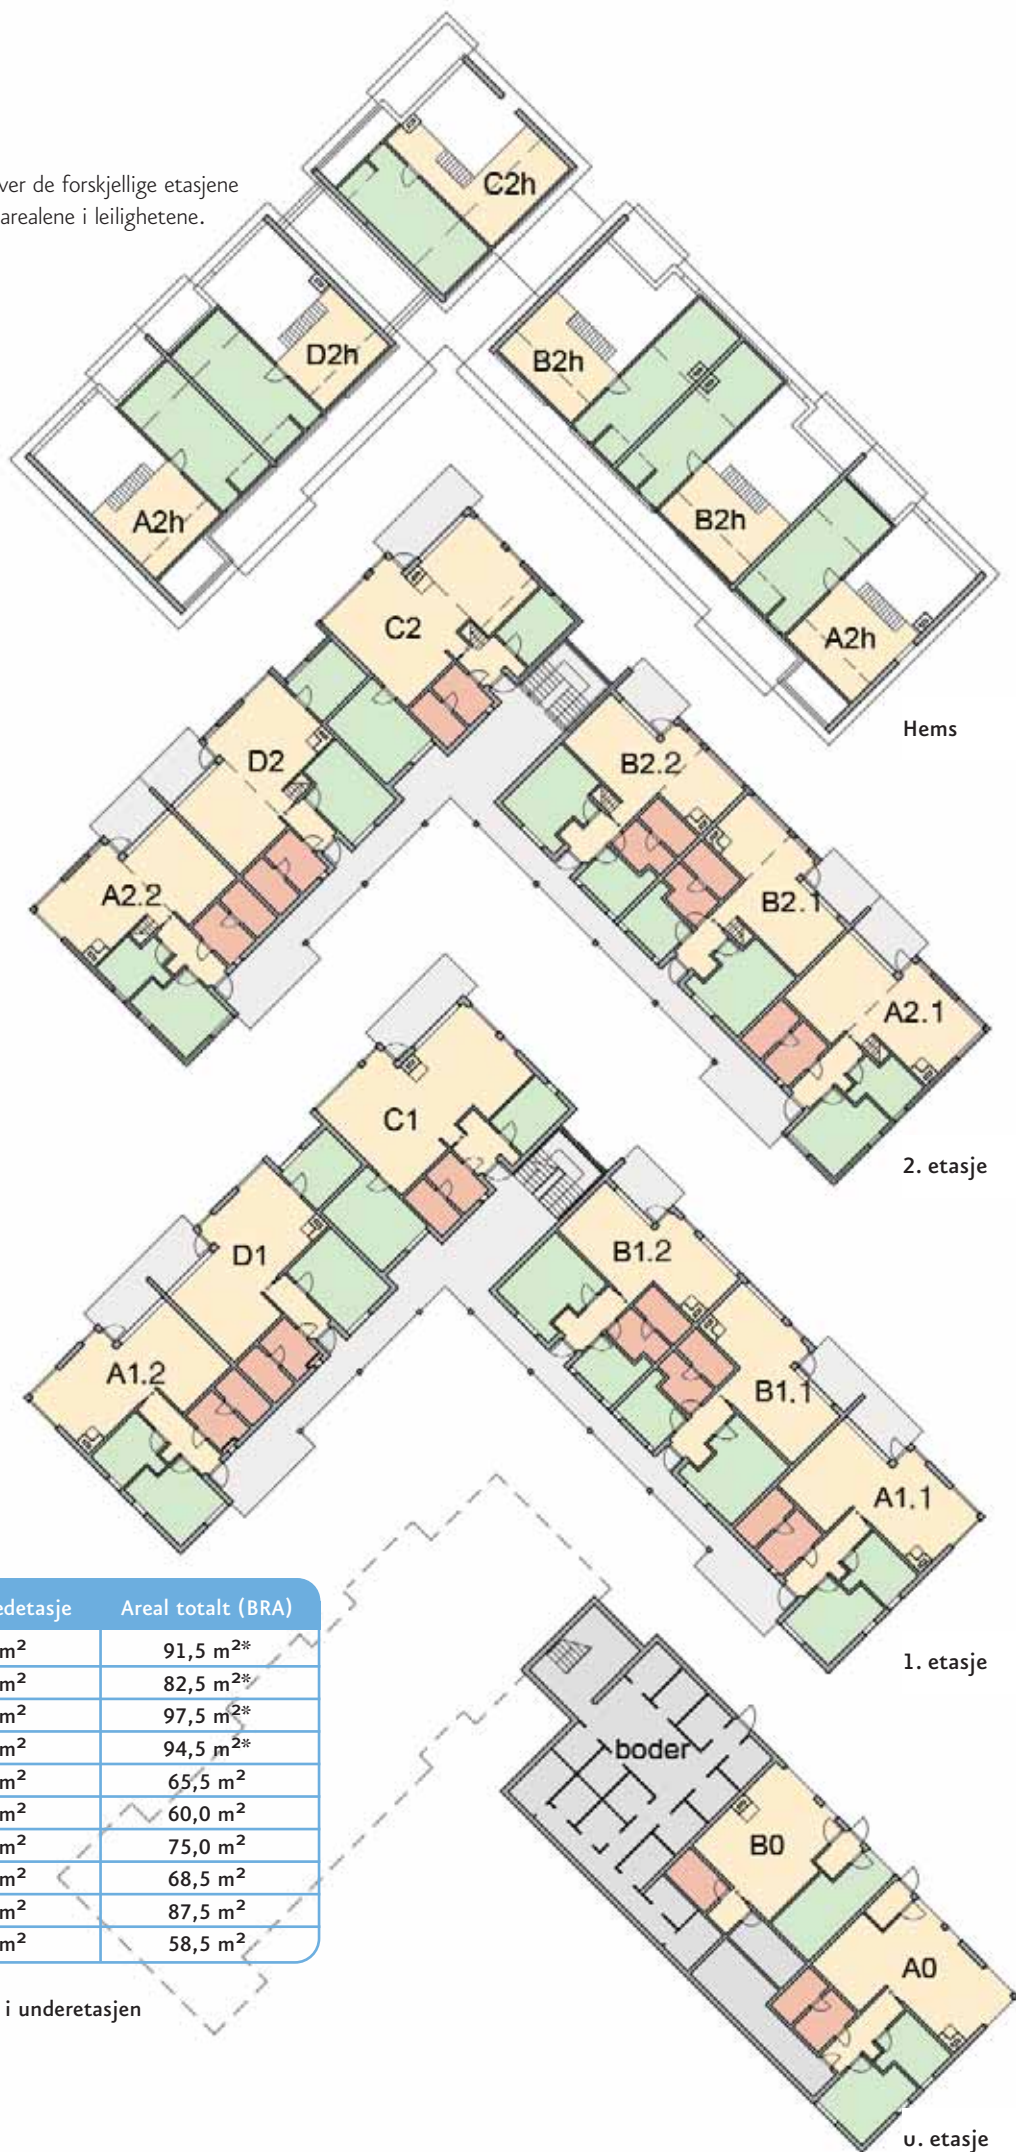 ver de forskjellige etasjene
arealene i leilighetene.
C2h
D2h
B2h
A2h
B2h
A2h
Hems
C2
D2
B2.2
A2.2
B2.1
A2.1
2. etasje
C1
D1
B1.2
A1.2
B1.1
A1.1
1. etasje
edetasje Areal totalt (BRA)
m² 91,5 m²*
m² 82,5 m²*
m² 97,5 m²*
m² 94,5 m²*
m² 65,5 m²
m² 60,0 m²
m² 75,0 m²
m² 68,5 m²
m² 87,5 m²
m² 58,5 m²
i underetasjen
boder
B0
A0
u. etasje